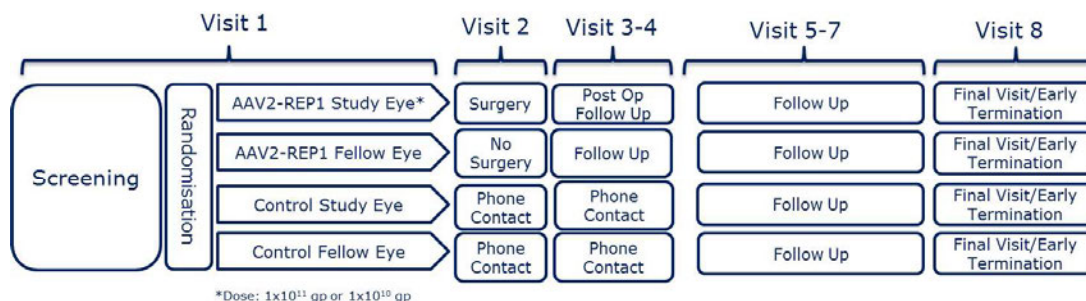 Visit 1
Visit 2
Visit 3-4
Visit 5-7
Visit 8
Screening
Randomisation
AAV2-REP1 Study Eye*
Surgery
Post Op
Follow Up
Follow Up
Final Visit/Early
Termination
AAV2-REP1 Fellow Eye
No
Surgery
Follow Up
Follow Up
Final Visit/Early
Termination
Control Study Eye
Phone
Contact
Phone
Contact
Follow Up
Final Visit/Early
Termination
Control Fellow Eye
Phone
Contact
Phone
Contact
Follow Up
Final Visit/Early
Termination
*Dose: 1x10¹¹ gp or 1x10¹⁰ gp